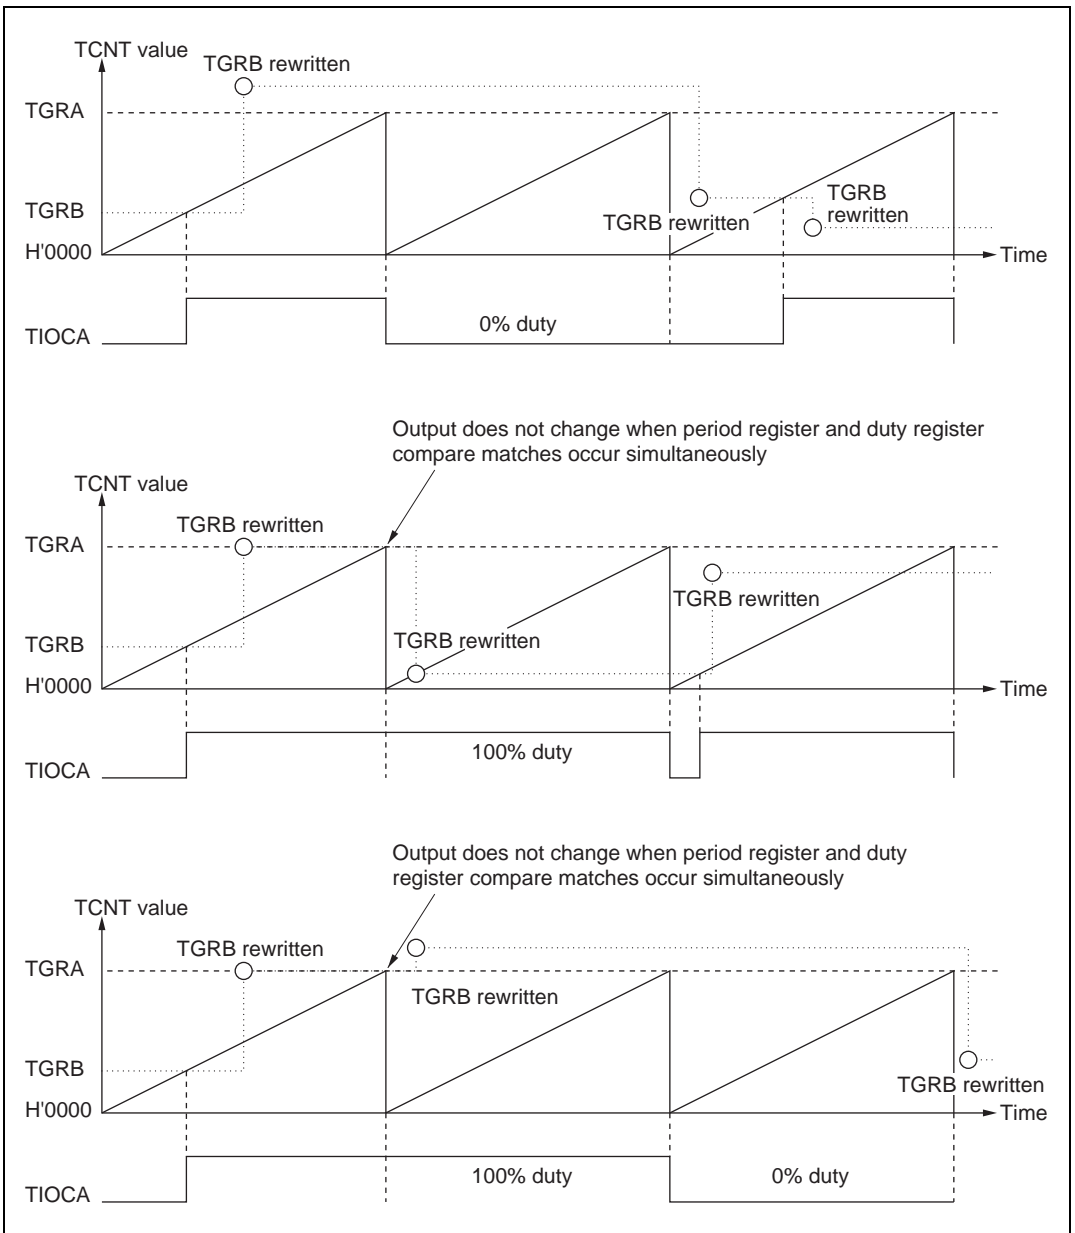 TCNT value
TGRB rewritten
TGRA
TGRB
TGRB rewritten
TGRB
rewritten
H'0000
Time
0% duty
TIOCA
Output does not change when period register and duty register
compare matches occur simultaneously
TCNT value
TGRB rewritten
TGRA
TGRB rewritten
TGRB
TGRB rewritten
H'0000
Time
100% duty
TIOCA
Output does not change when period register and duty
register compare matches occur simultaneously
TCNT value
TGRB rewritten
TGRA
TGRB rewritten
TGRB
TGRB rewritten
H'0000
Time
100% duty
0% duty
TIOCA